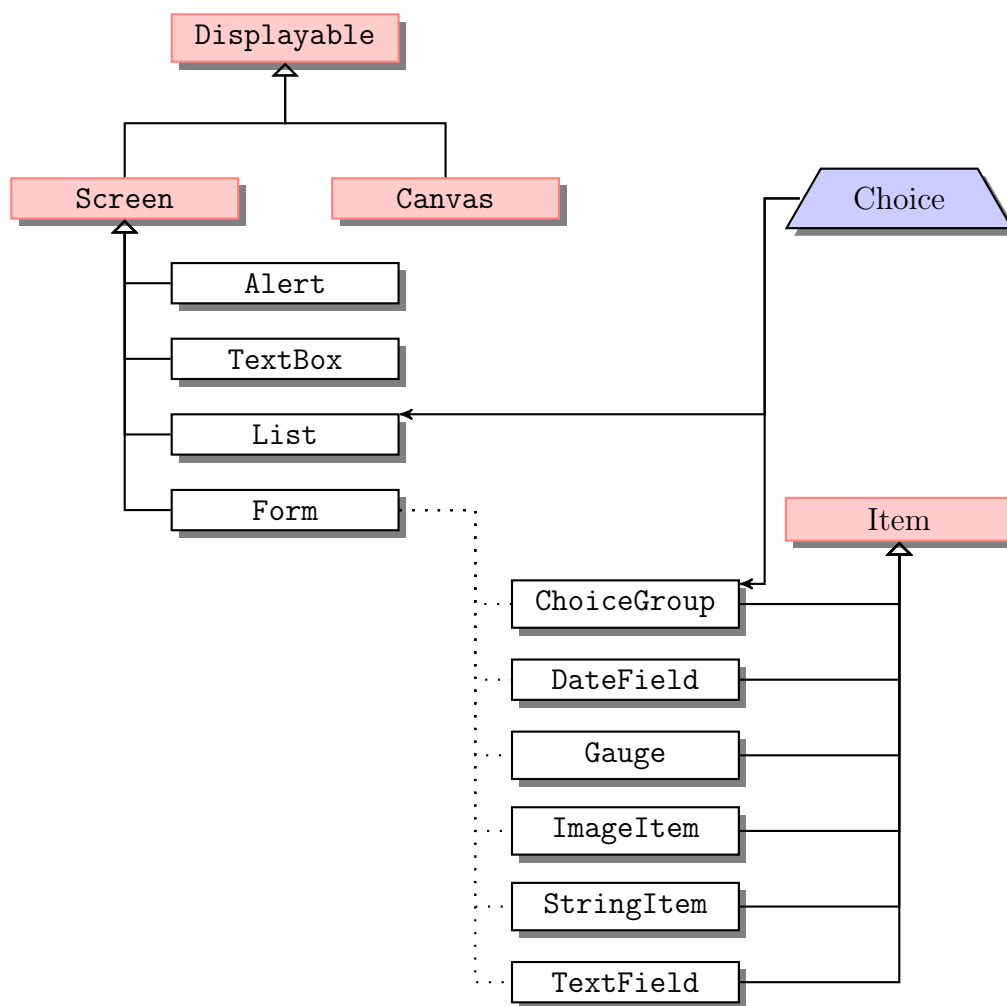 Displayable
Screen
Canvas
Choice
Alert
TextBox
List
Form
Item
ChoiceGroup
DateField
Gauge
ImageItem
StringItem
TextField